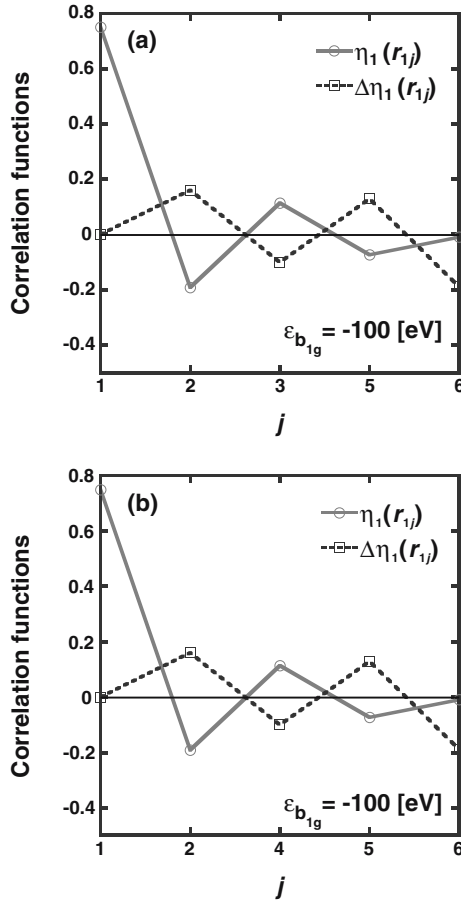 0.8
(a)
η1(r1j)
Δη1(r1j)
0.4
0.2
0
-0.2
-0.4
Correlation functions
εb1g = -100 [eV]
1 2 3 5 6
j
0.8
(b)
η1(r1j)
Δη1(r1j)
0.6
0.4
0.2
0
-0.2
-0.4
Correlation functions
εb1g = -100 [eV]
1 2 4 5 6
j